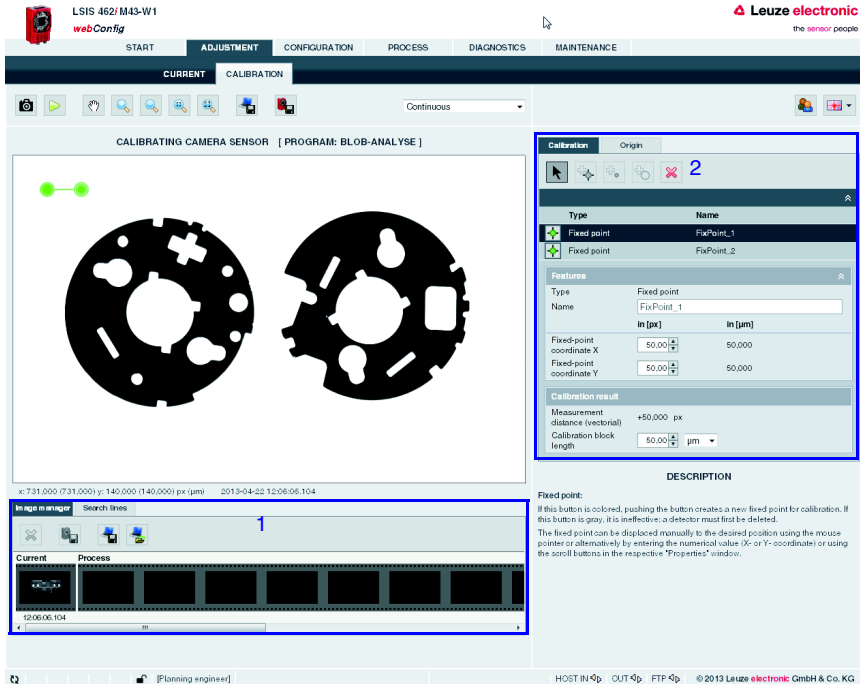 LSIS 462i M43-W1
webConfig
Leuze electronic
the sensor people
START ADJUSTMENT CONFIGURATION PROCESS DIAGNOSTICS MAINTENANCE
CURRENT CALIBRATION
Continuous
CALIBRATING CAMERA SENSOR [ PROGRAM: BLOB-ANALYSE ]
x: 731,000 (731,000) y: 140,000 (140,000) px (µm) 2013-04-22 12:06:06.104
Image manager Search lines
1
Current Process
12:06:06.104
Calibration Origin
2
Type Name
Fixed point FixPoint_1
Fixed point FixPoint_2
Features
Type Fixed point
Name FixPoint_1
in [px] in [µm]
Fixed-point
coordinate X 50,00 50,000
Fixed-point
coordinate Y 50,00 50,000
Calibration result
Measurement
distance (vectorial) +50,000 px
Calibration block
length 50,00 µm
DESCRIPTION
Fixed point:
If this button is colored, pushing the button creates a new fixed point for calibration. If
this button is gray, it is ineffective; a detector must first be deleted.
The fixed point can be displaced manually to the desired position using the mouse
pointer or alternatively by entering the numerical value (X- or Y- coordinate) or using
the scroll buttons in the respective "Properties" window.
[Planning engineer] HOST IN OUT FTP © 2013 Leuze electronic GmbH & Co. KG